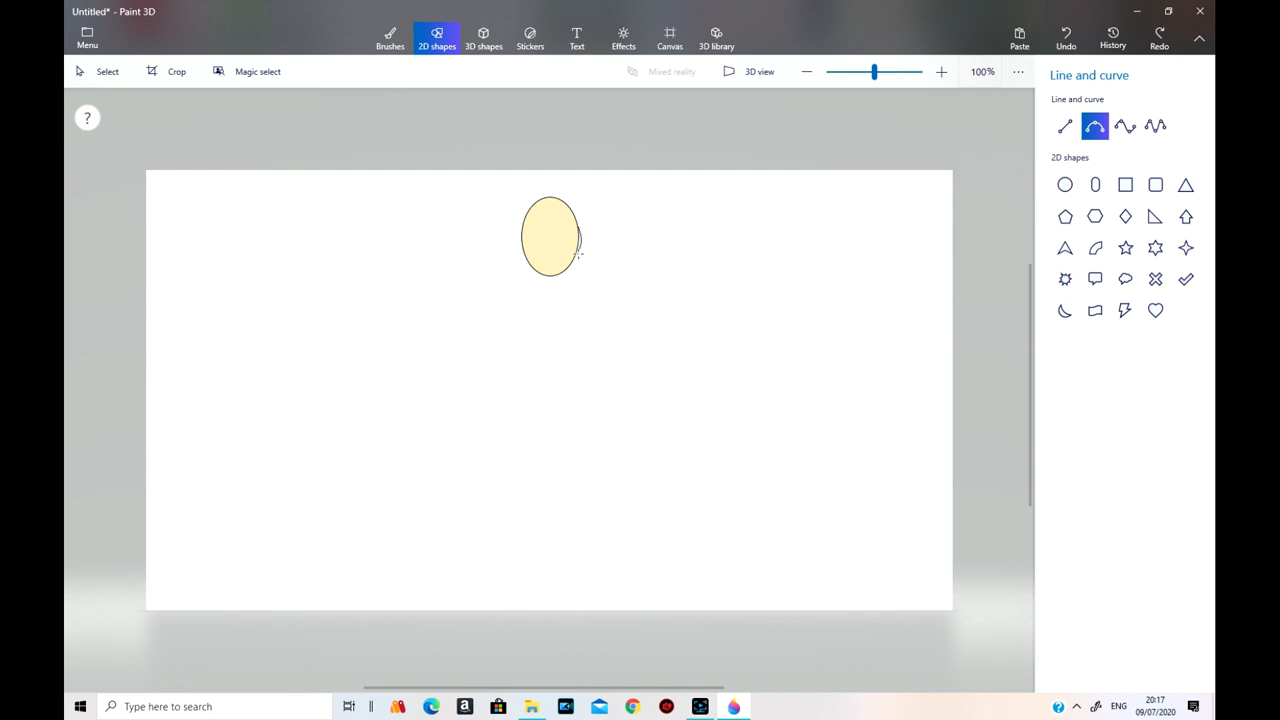 Untitled* - Paint 3D
Menu
Brushes
2D shapes
3D shapes
Stickers
Text
Effects
Canvas
3D library
Paste
Undo
History
Redo
Select
Crop
Magic select
Mixed reality
3D view
100%
Line and curve
Line and curve
2D shapes
?
Type here to search
a
?
ENG
20:17
09/07/2020